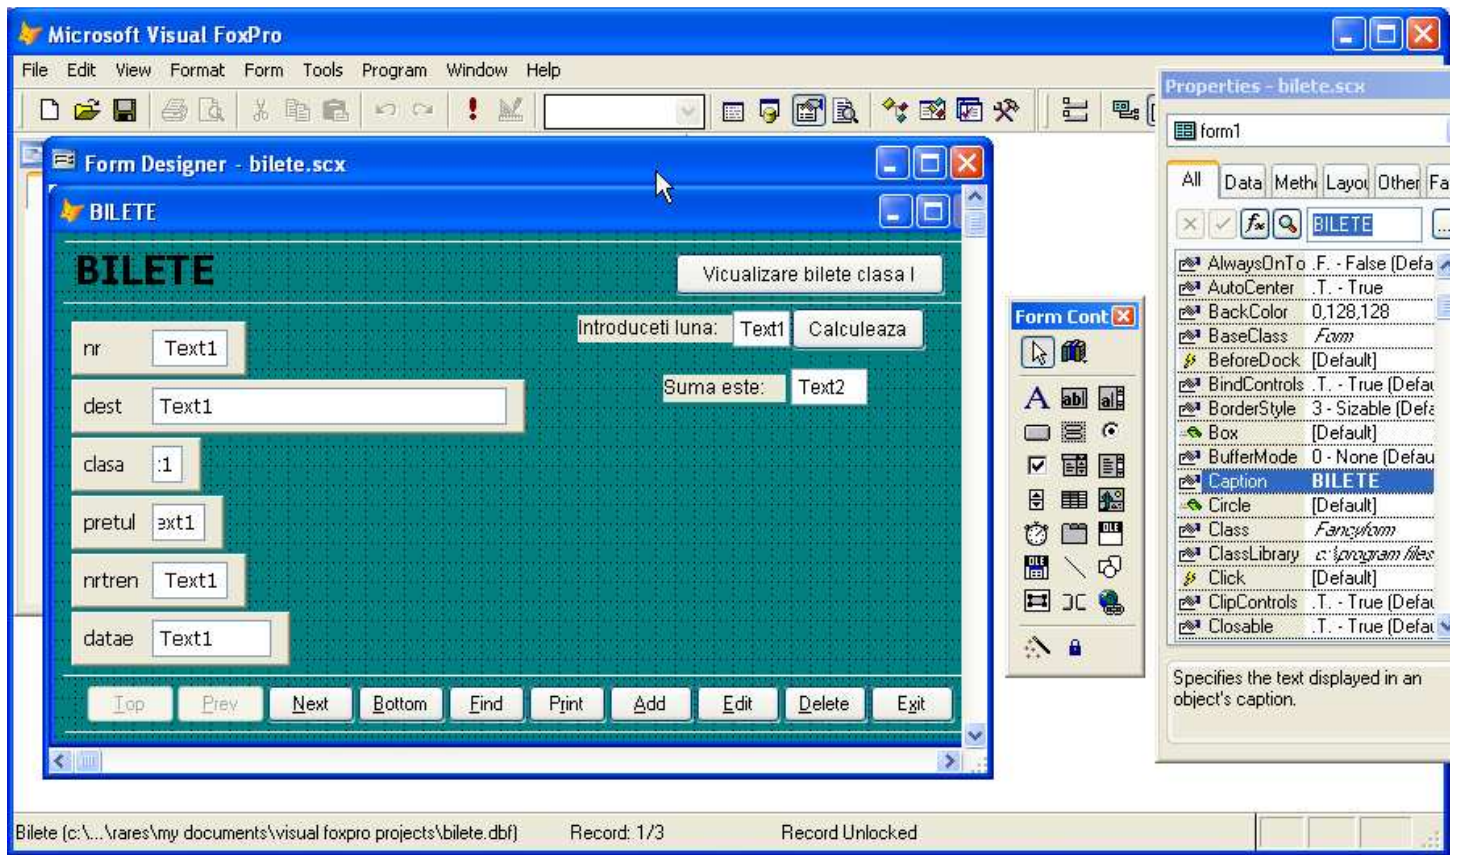 Microsoft Visual FoxPro
File Edit View Format Form Tools Program Window Help
Properties - bilete.scx
form1
All Data Meth Layou Other Fa
BILETE
AlwaysOnTo .F. - False (Defa
AutoCenter .T. - True
BackColor 0,128,128
BaseClass Form
BeforeDock [Default]
BindControls .T. - True (Defau
BorderStyle 3 - Sizable (Defa
Box [Default]
BufferMode 0 - None (Defau
Caption BILETE
Circle [Default]
Class Fancyform
ClassLibrary c:\program files
Click [Default]
ClipControls .T. - True (Defau
Closable .T. - True (Defau
Specifies the text displayed in an
object's caption.
Form Designer - bilete.scx
BILETE
BILETE
Vicualizare bilete clasa I
Introduceti luna: Text1 Calculeaza
Suma este: Text2
nr Text1
dest Text1
clasa :1
pretul ext1
nrtren Text1
datae Text1
Top Prev Next Bottom Find Print Add Edit Delete Exit
Form Cont
A ab| a|
OLE
OLE
Bilete (c:\...\rares\my documents\visual foxpro projects\bilete.dbf) Record: 1/3 Record Unlocked